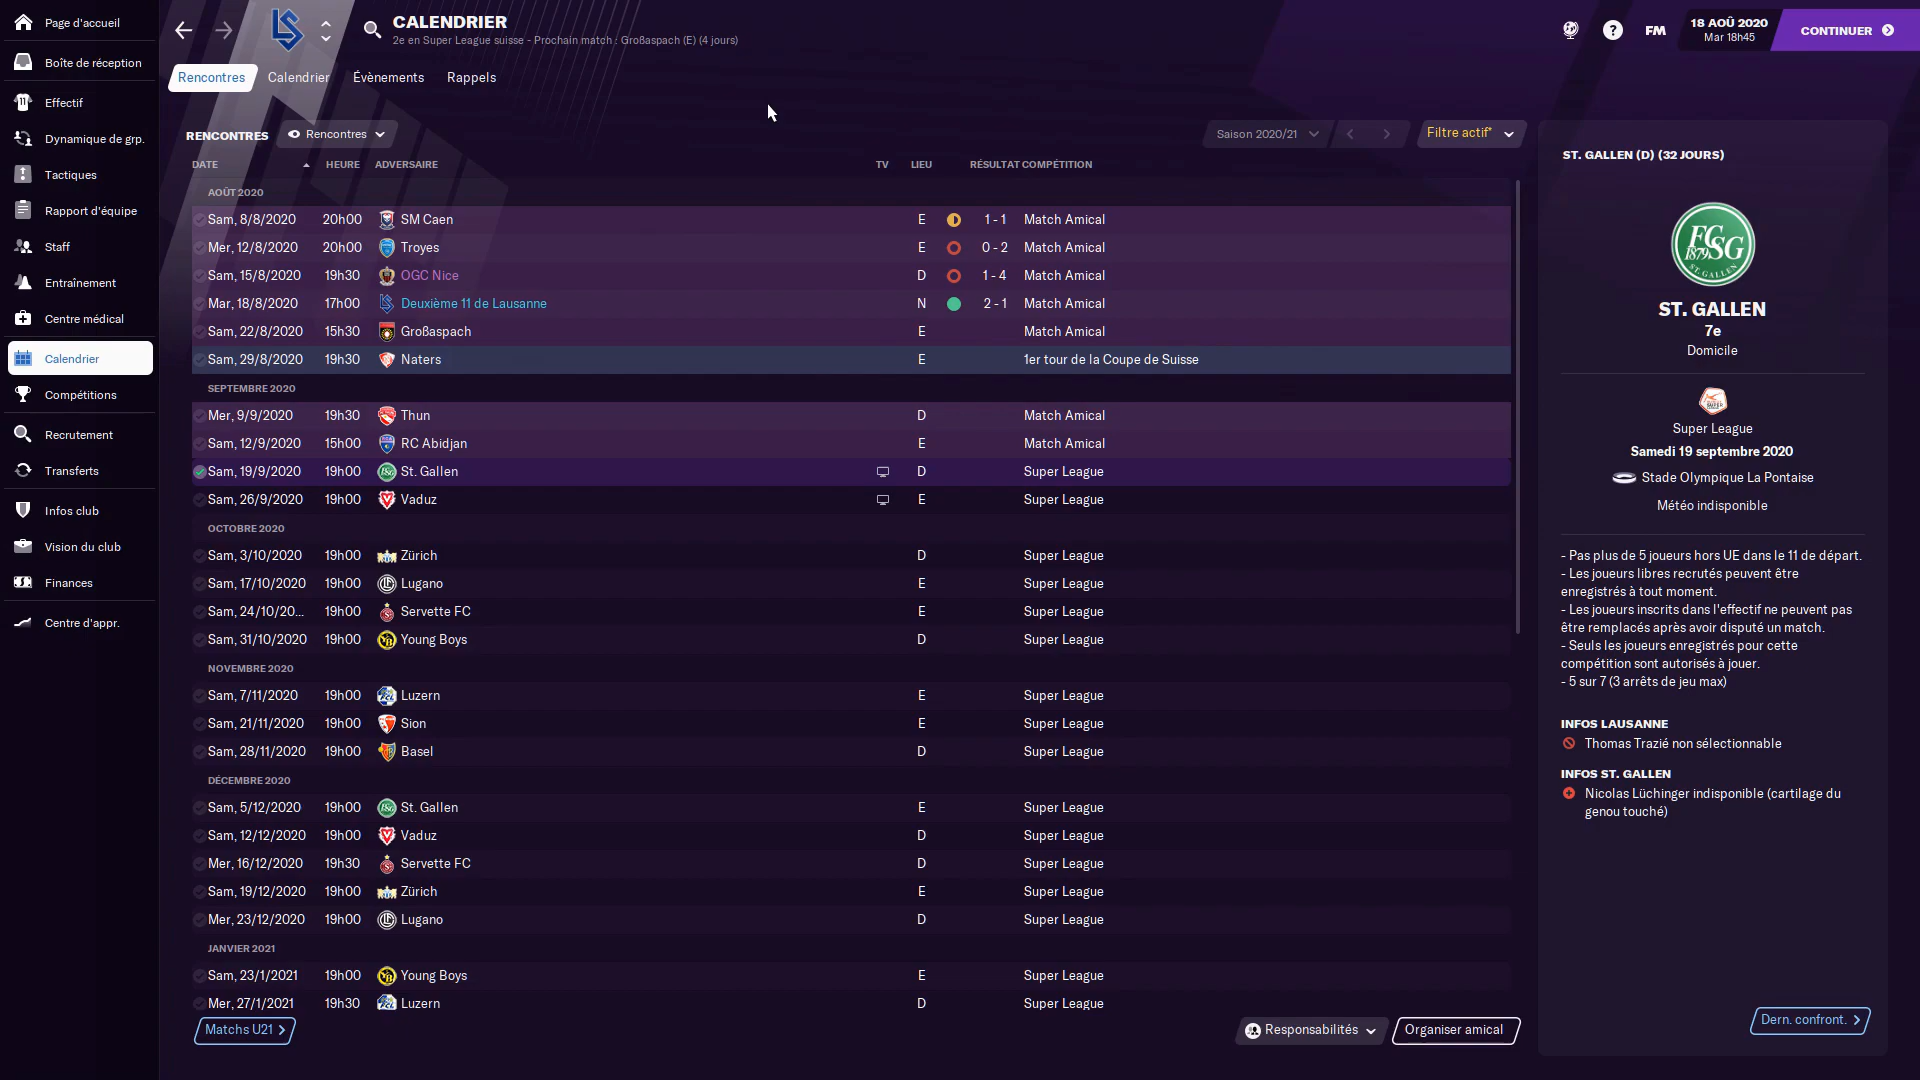 Page d'accueil
Boîte de réception
Effectif
Dynamique de grp.
Tactiques
Rapport d'équipe
Staff
Entraînement
Centre médical
Calendrier
Compétitions
Recrutement
Transferts
Infos club
Vision du club
Finances
Centre d'appr.
CALENDRIER
2e en Super League suisse - Prochain match : Großaspach (E) (4 jours)
FM
18 AOÛ 2020
Mar 18h45
CONTINUER
Rencontres Calendrier Évènements Rappels
RENCONTRES Rencontres Saison 2020/21 Filtre actif*
DATE HEURE ADVERSAIRE TV LIEU RÉSULTAT COMPÉTITION
AOÛT 2020
Sam, 8/8/2020 20h00 SM Caen E 1 - 1 Match Amical
Mer, 12/8/2020 20h00 Troyes E 0 - 2 Match Amical
Sam, 15/8/2020 19h30 OGC Nice D 1 - 4 Match Amical
Mar, 18/8/2020 17h00 Deuxième 11 de Lausanne N 2 - 1 Match Amical
Sam, 22/8/2020 15h30 Großaspach E Match Amical
Sam, 29/8/2020 19h30 Naters E 1er tour de la Coupe de Suisse
SEPTEMBRE 2020
Mer, 9/9/2020 19h30 Thun D Match Amical
Sam, 12/9/2020 15h00 RC Abidjan E Match Amical
Sam, 19/9/2020 19h00 St. Gallen D Super League
Sam, 26/9/2020 19h00 Vaduz E Super League
OCTOBRE 2020
Sam, 3/10/2020 19h00 Zürich D Super League
Sam, 17/10/2020 19h00 Lugano E Super League
Sam, 24/10/20... 19h00 Servette FC E Super League
Sam, 31/10/2020 19h00 Young Boys D Super League
NOVEMBRE 2020
Sam, 7/11/2020 19h00 Luzern E Super League
Sam, 21/11/2020 19h00 Sion E Super League
Sam, 28/11/2020 19h00 Basel D Super League
DÉCEMBRE 2020
Sam, 5/12/2020 19h00 St. Gallen E Super League
Sam, 12/12/2020 19h00 Vaduz D Super League
Mer, 16/12/2020 19h30 Servette FC D Super League
Sam, 19/12/2020 19h00 Zürich E Super League
Mer, 23/12/2020 19h00 Lugano D Super League
JANVIER 2021
Sam, 23/1/2021 19h00 Young Boys E Super League
Mer, 27/1/2021 19h30 Luzern D Super League
Matchs U21 Responsabilités Organiser amical
ST. GALLEN (D) (32 JOURS)
FCSG
1879
ST. GALLEN
ST. GALLEN
7e
Domicile
Super League
Samedi 19 septembre 2020
Stade Olympique La Pontaise
Météo indisponible
- Pas plus de 5 joueurs hors UE dans le 11 de départ.
- Les joueurs libres recrutés peuvent être
enregistrés à tout moment.
- Les joueurs inscrits dans l'effectif ne peuvent pas
être remplacés après avoir disputé un match.
- Seuls les joueurs enregistrés pour cette
compétition sont autorisés à jouer.
- 5 sur 7 (3 arrêts de jeu max)
INFOS LAUSANNE
Thomas Trazié non sélectionnable
INFOS ST. GALLEN
Nicolas Lüchinger indisponible (cartilage du
genou touché)
Dern. confront.